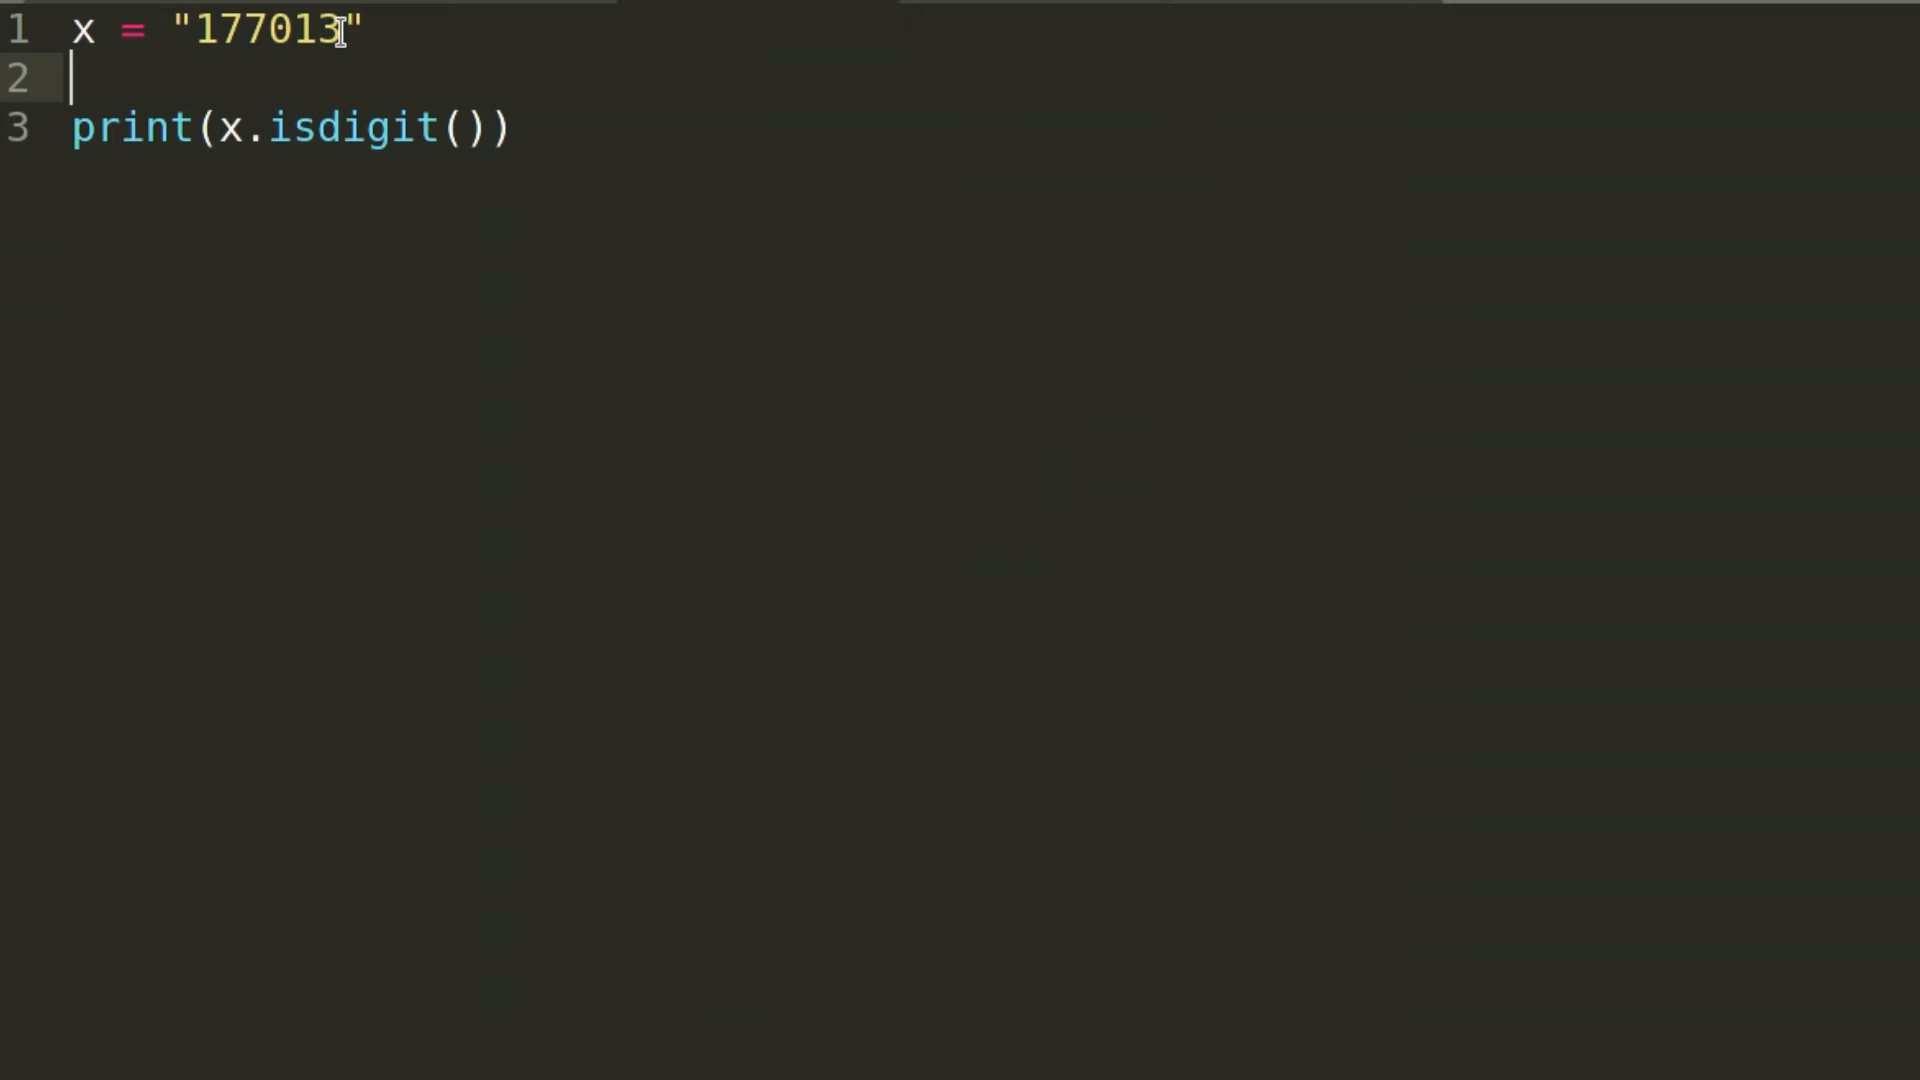 1 x = "177013"
2
3 print(x.isdigit())